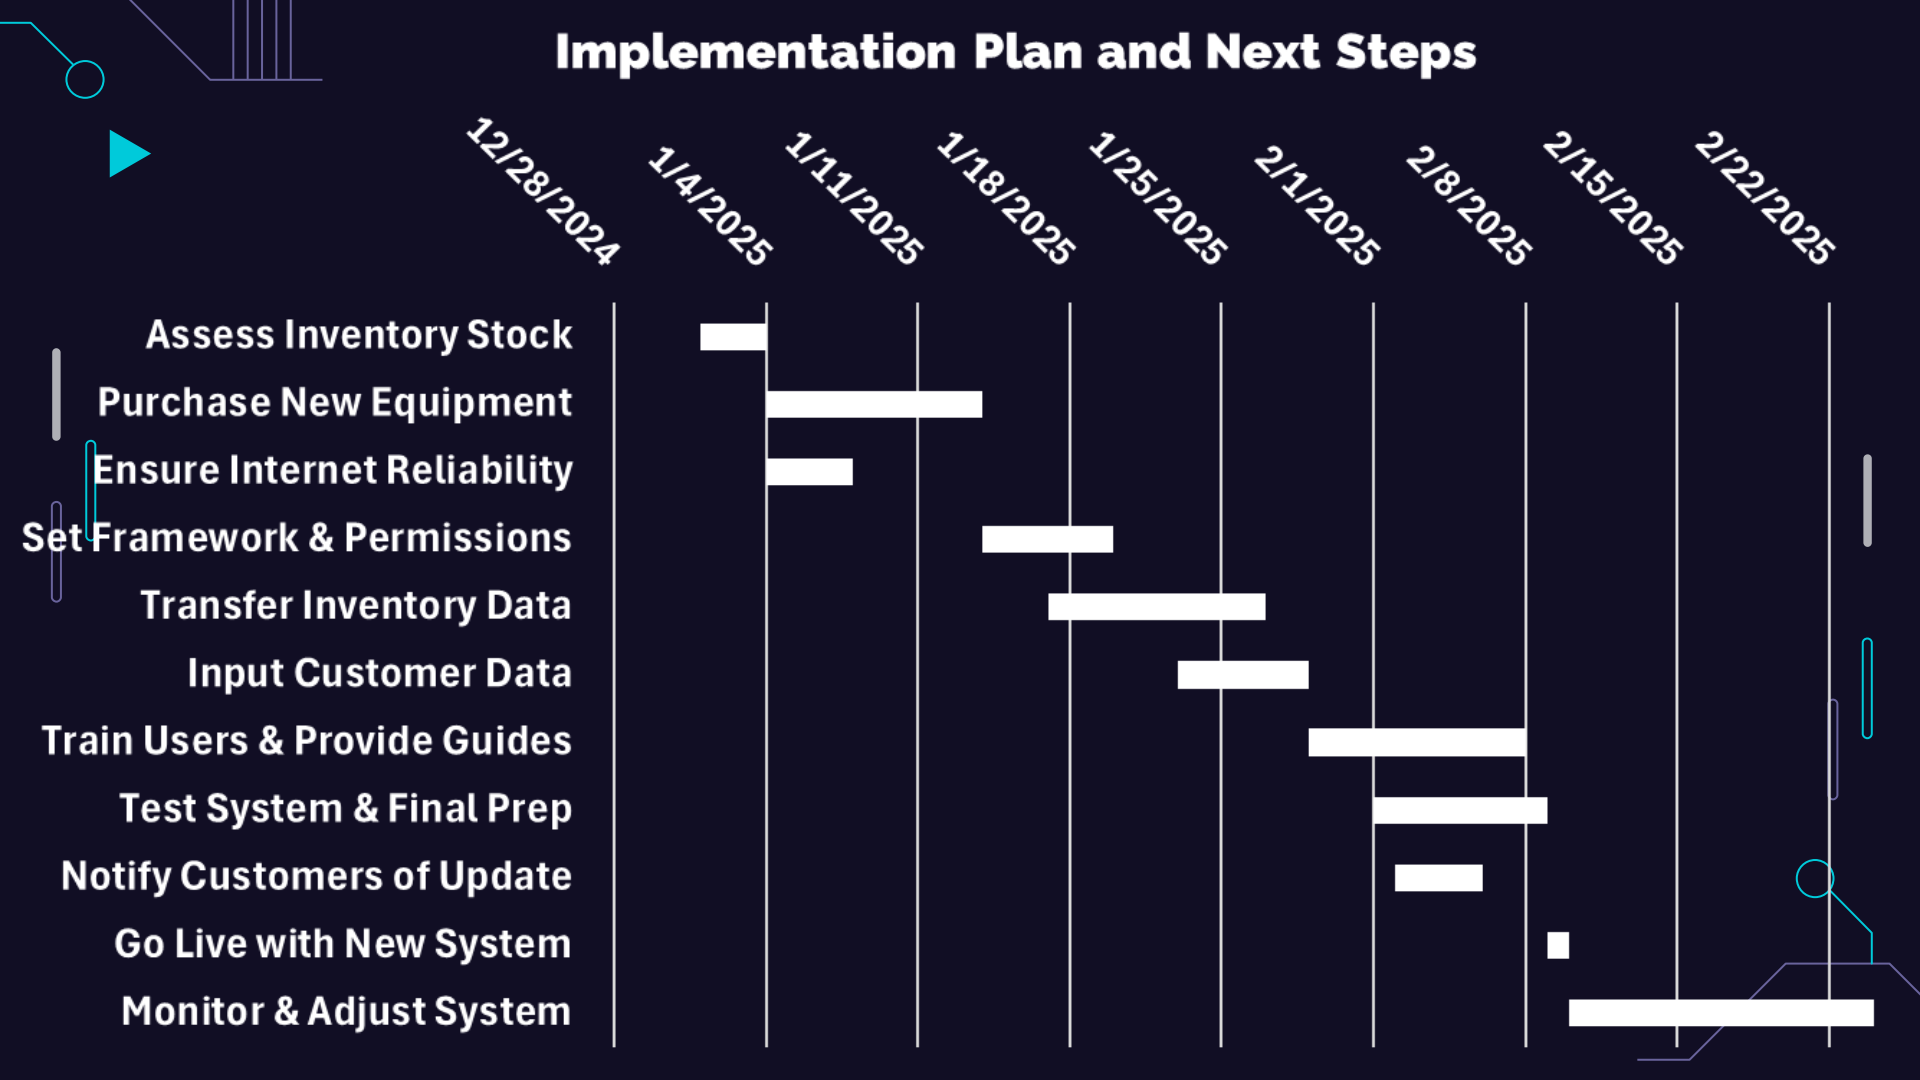 Implementation Plan and Next Steps
12/28/2024
1/4/2025
1/11/2025
1/18/2025
1/25/2025
2/1/2025
2/8/2025
2/15/2025
2/22/2025
Assess Inventory Stock
Purchase New Equipment
Ensure Internet Reliability
Set Framework & Permissions
Transfer Inventory Data
Input Customer Data
Train Users & Provide Guides
Test System & Final Prep
Notify Customers of Update
Go Live with New System
Monitor & Adjust System